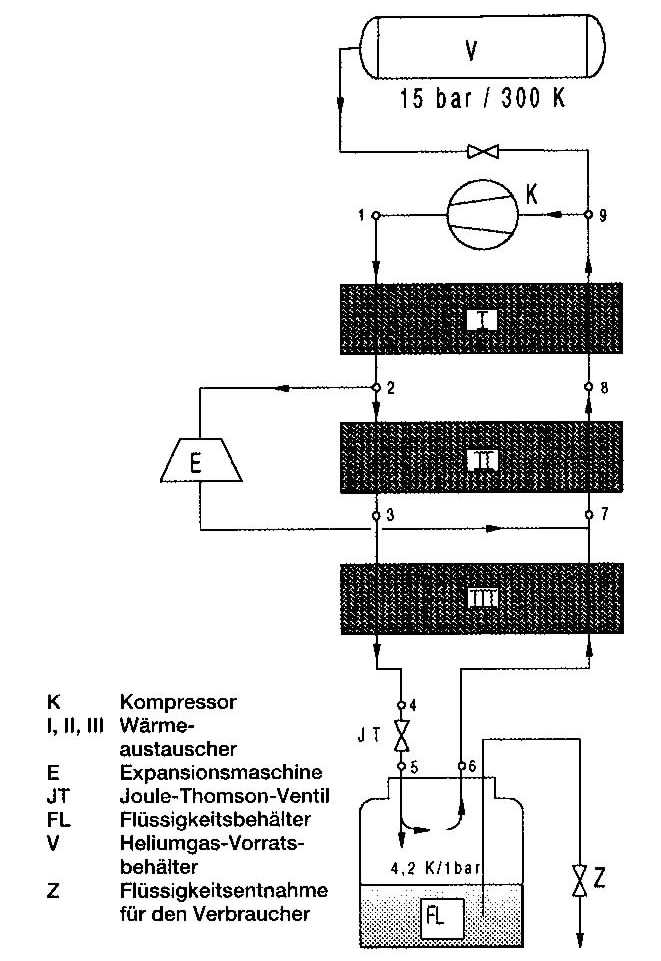 V
15 bar / 300 K
K
1
9
I
2
8
E
II
3
7
III
4
JT
5
6
4,2 K/1bar
FL
Z
K Kompressor
I, II, III Wärme-
austauscher
E Expansionsmaschine
JT Joule-Thomson-Ventil
FL Flüssigkeitsbehälter
V Heliumgas-Vorrats-
behälter
Z Flüssigkeitsentnahme
für den Verbraucher